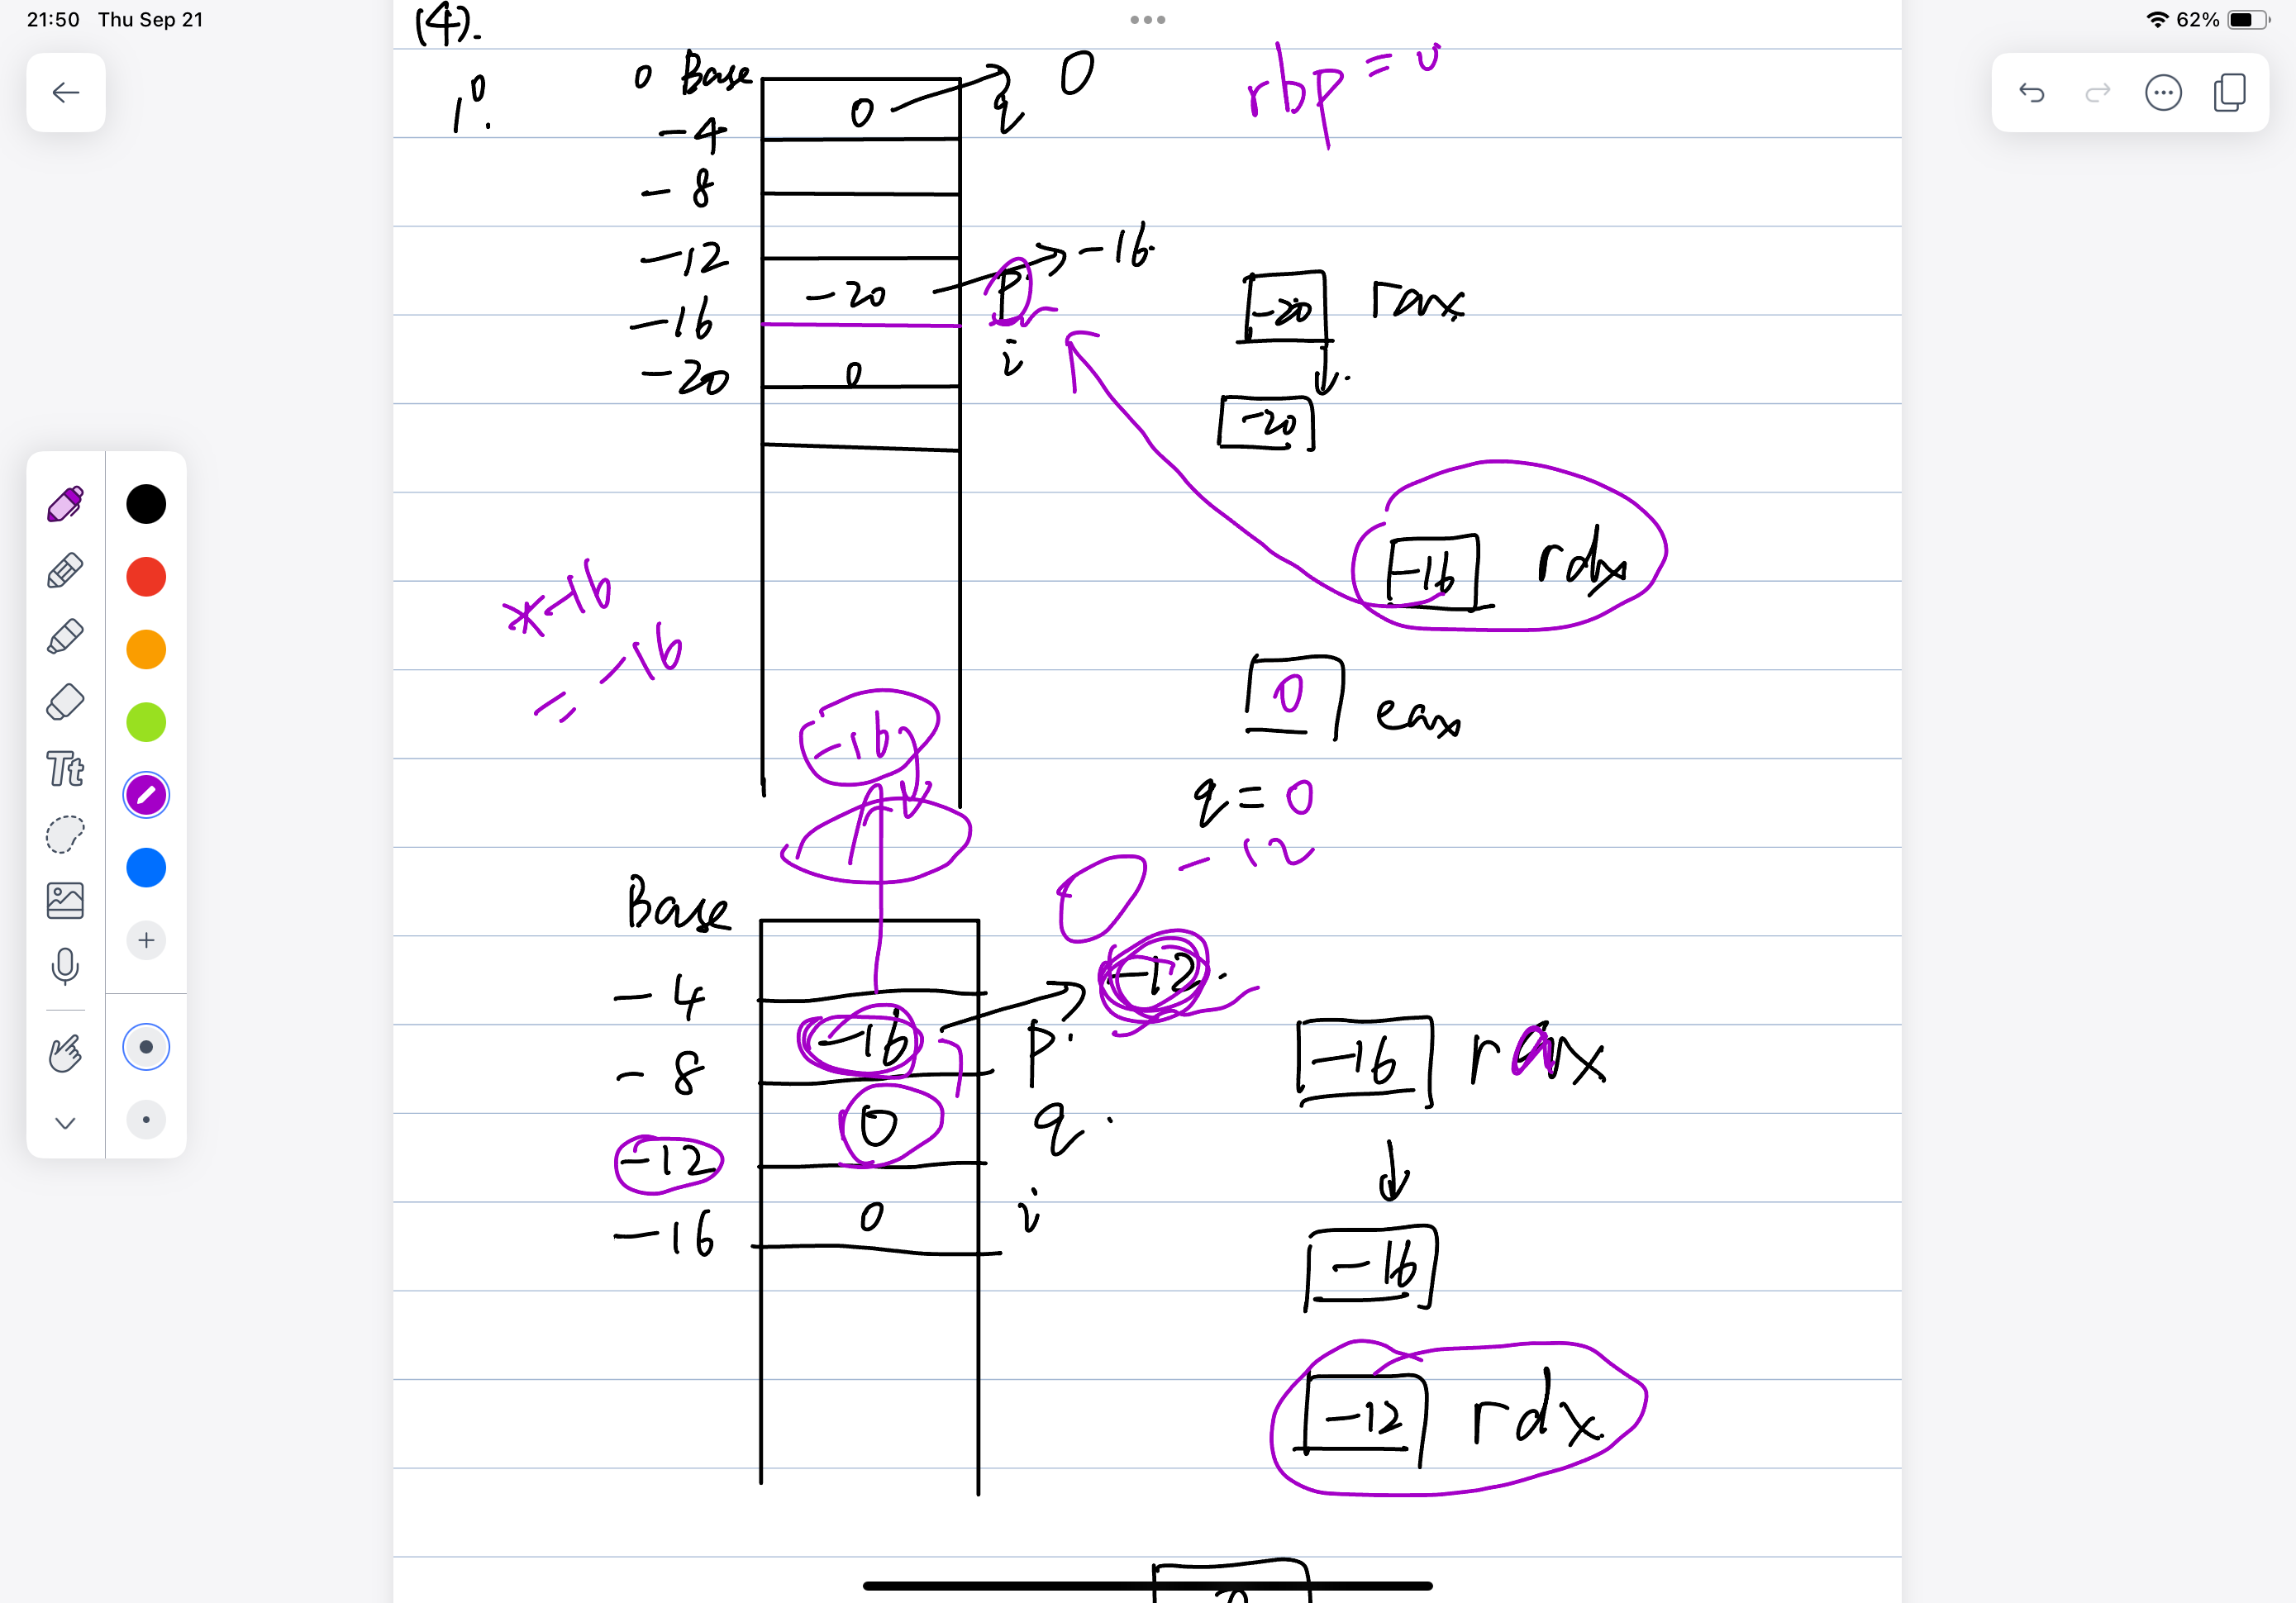 21:50 Thu Sep 21
62%
(4).
1°.
0 Base
0
q
0
rbp = 0
-4
-8
-12
-20
p
-16.
-16
i
-20
0
-20
rax
-20
-16
rdx
*-16
= -16
0
eax
-16
q = 0
-12
Base
-12.
-4
-16
p.
-16
rax
-8
0
q.
-12
0
i
-16
-16
-12
rdx
Tt